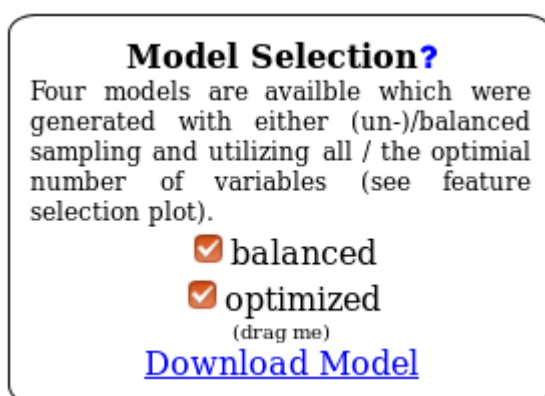 Model Selection?
Four models are availble which were
generated with either (un-)/balanced
sampling and utilizing all / the optimial
number of variables (see feature
selection plot).
balanced
optimized
(drag me)
Download Model